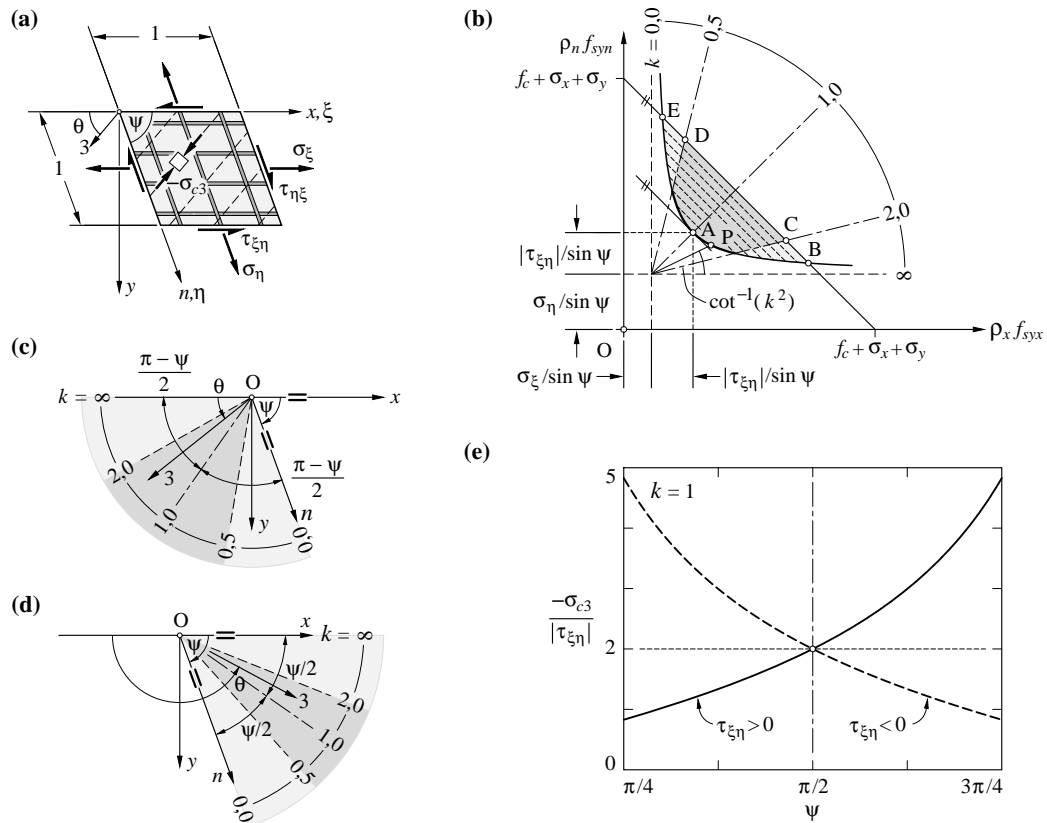 (a)
1
x, ξ
θ
ψ
3
1
σξ
−σc3
τηξ
τξη
ση
y
n,η
(b)
ρn fsyn
k = 0,0
0,5
fc + σx + σy
1,0
E
D
2,0
A
P
C
B
|τξη|/sin ψ
∞
ση/sin ψ
cot⁻¹(k²)
O
ρx fsyx
fc + σx + σy
σξ/sin ψ
|τξη|/sin ψ
(c)
π − ψ
2
O
θ
ψ
k = ∞
x
2,0
3
π − ψ
2
1,0
0,5
y
n
0,0
(d)
O
x
k = ∞
ψ
ψ/2
θ
3
2,0
ψ/2
1,0
y
n
0,5
0,0
(e)
5
k = 1
−σc3
|τξη|
2
τξη>0
τξη<0
0
π/4
π/2
3π/4
ψ